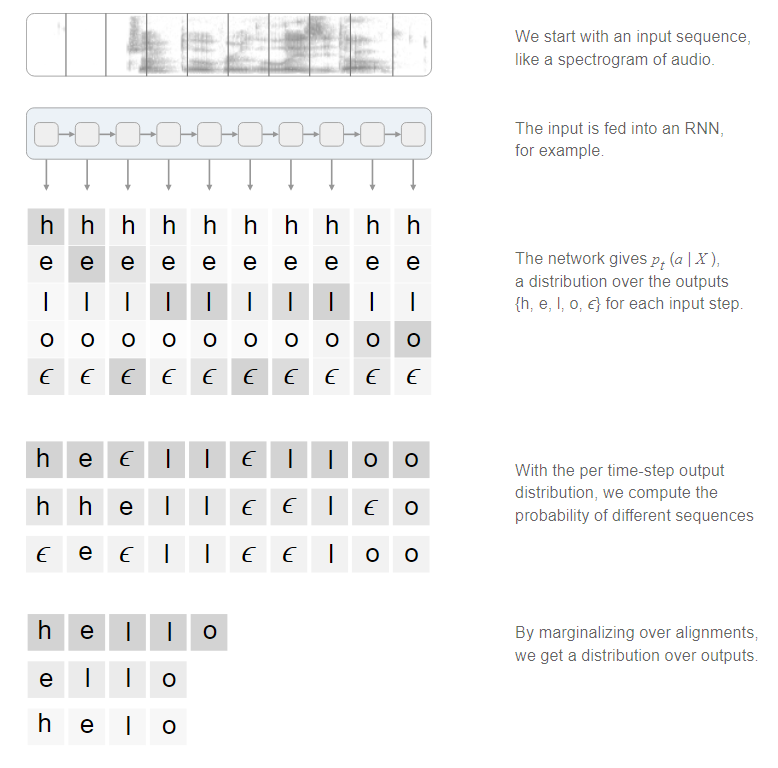 We start with an input sequence,
like a spectrogram of audio.
The input is fed into an RNN,
for example.
h h h h h h h h h h
e e e e e e e e e e
l l l l l l l l l l
o o o o o o o o o o
ϵ ϵ ϵ ϵ ϵ ϵ ϵ ϵ ϵ ϵ
The network gives pₜ (a | X),
a distribution over the outputs
{h, e, l, o, ϵ} for each input step.
h e ϵ l l ϵ l l o o
h h e l l ϵ ϵ l ϵ o
ϵ e ϵ l l ϵ ϵ l o o
With the per time-step output
distribution, we compute the
probability of different sequences
h e l l o
e l l o
h e l o
By marginalizing over alignments,
we get a distribution over outputs.